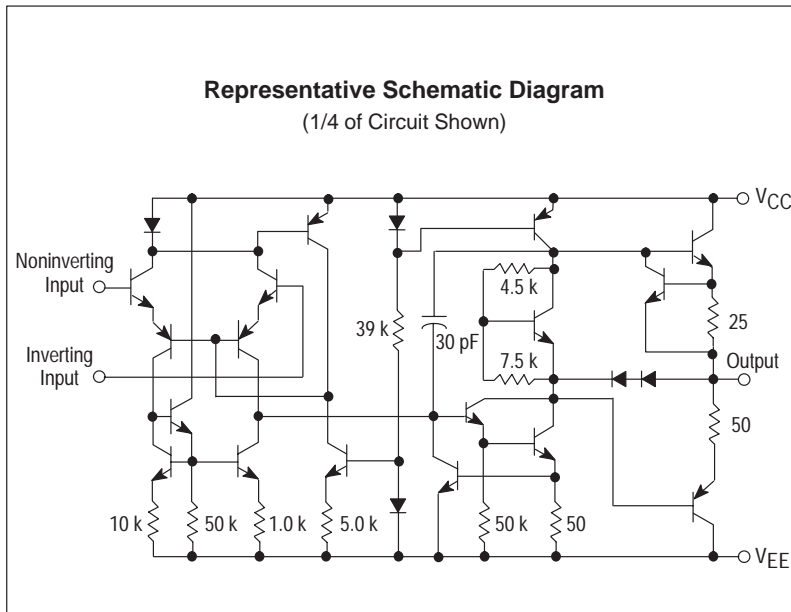 Representative Schematic Diagram
(1/4 of Circuit Shown)
VCC
Noninverting
Input
4.5 k
25
39 k
30 pF
Inverting
Input
7.5 k
Output
50
10 k
50 k
1.0 k
5.0 k
50 k
50
VEE